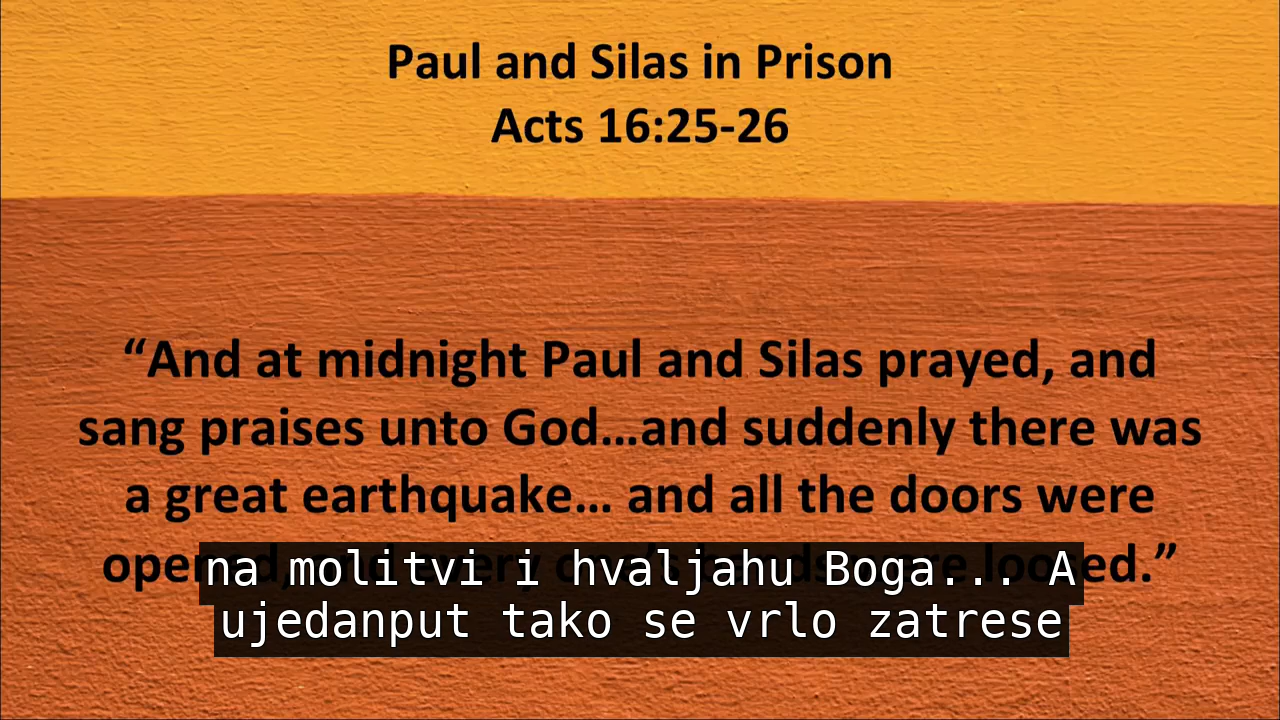 Paul and Silas in Prison
Acts 16:25-26
“And at midnight Paul and Silas prayed, and
sang praises unto God…and suddenly there was
a great earthquake… and all the doors were
opened, and every one’s bands were loosed.”
na molitvi i hvaljahu Boga... A
ujedanput tako se vrlo zatrese